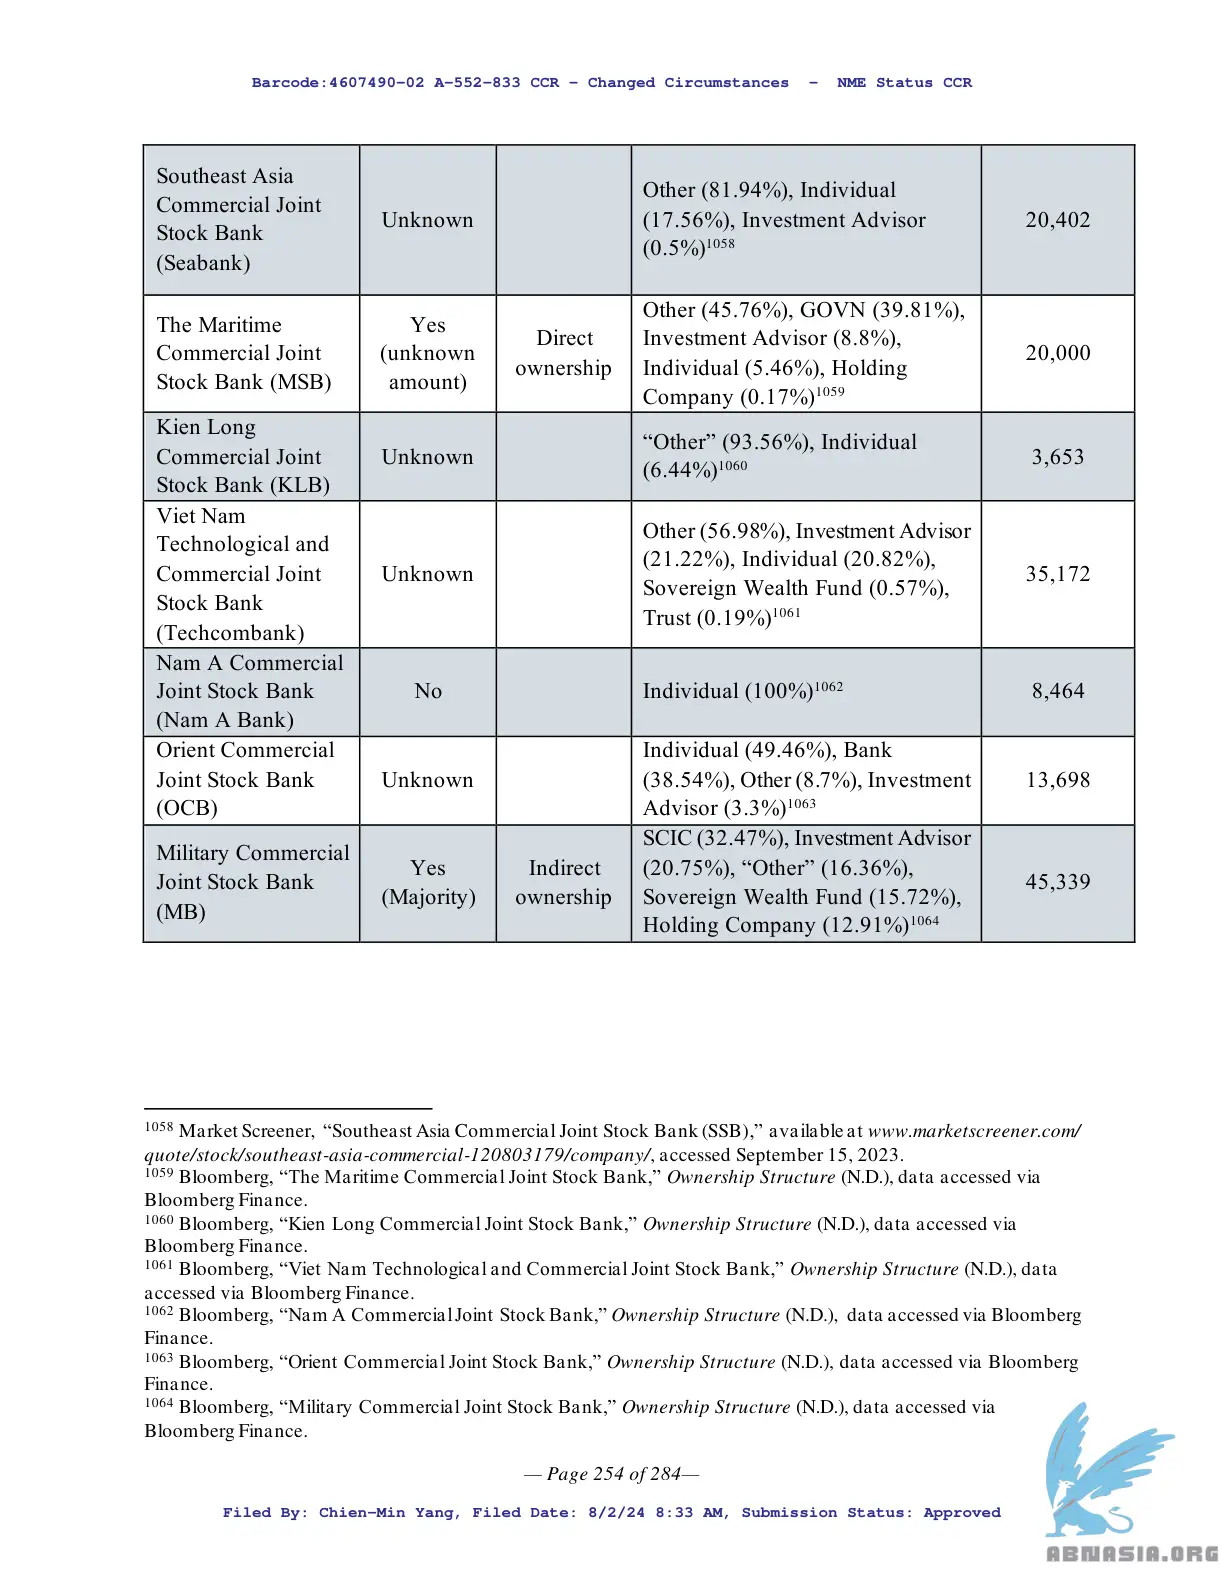 Barcode:4607490-02 A-552-833 CCR - Changed Circumstances - NME Status CCR
Southeast Asia
Commercial Joint
Stock Bank
(Seabank)
Unknown
Other (81.94%), Individual
(17.56%), Investment Advisor
(0.5%)1058
20,402
The Maritime
Commercial Joint
Stock Bank (MSB)
Yes
(unknown
amount)
Direct
ownership
Other (45.76%), GOVN (39.81%),
Investment Advisor (8.8%),
Individual (5.46%), Holding
Company (0.17%)1059
20,000
Kien Long
Commercial Joint
Stock Bank (KLB)
Unknown
“Other” (93.56%), Individual
(6.44%)1060
3,653
Viet Nam
Technological and
Commercial Joint
Stock Bank
(Techcombank)
Unknown
Other (56.98%), Investment Advisor
(21.22%), Individual (20.82%),
Sovereign Wealth Fund (0.57%),
Trust (0.19%)1061
35,172
Nam A Commercial
Joint Stock Bank
(Nam A Bank)
No
Individual (100%)1062
8,464
Orient Commercial
Joint Stock Bank
(OCB)
Unknown
Individual (49.46%), Bank
(38.54%), Other (8.7%), Investment
Advisor (3.3%)1063
13,698
Military Commercial
Joint Stock Bank
(MB)
Yes
(Majority)
Indirect
ownership
SCIC (32.47%), Investment Advisor
(20.75%), “Other” (16.36%),
Sovereign Wealth Fund (15.72%),
Holding Company (12.91%)1064
45,339
1058 Market Screener, “Southeast Asia Commercial Joint Stock Bank (SSB),” available at www.marketscreener.com/
quote/stock/southeast-asia-commercial-120803179/company/, accessed September 15, 2023.
1059 Bloomberg, “The Maritime Commercial Joint Stock Bank,” Ownership Structure (N.D.), data accessed via
Bloomberg Finance.
1060 Bloomberg, “Kien Long Commercial Joint Stock Bank,” Ownership Structure (N.D.), data accessed via
Bloomberg Finance.
1061 Bloomberg, “Viet Nam Technological and Commercial Joint Stock Bank,” Ownership Structure (N.D.), data
accessed via Bloomberg Finance.
1062 Bloomberg, “Nam A Commercial Joint Stock Bank,” Ownership Structure (N.D.), data accessed via Bloomberg
Finance.
1063 Bloomberg, “Orient Commercial Joint Stock Bank,” Ownership Structure (N.D.), data accessed via Bloomberg
Finance.
1064 Bloomberg, “Military Commercial Joint Stock Bank,” Ownership Structure (N.D.), data accessed via
Bloomberg Finance.
— Page 254 of 284—
Filed By: Chien-Min Yang, Filed Date: 8/2/24 8:33 AM, Submission Status: Approved
ABNASIA.ORG